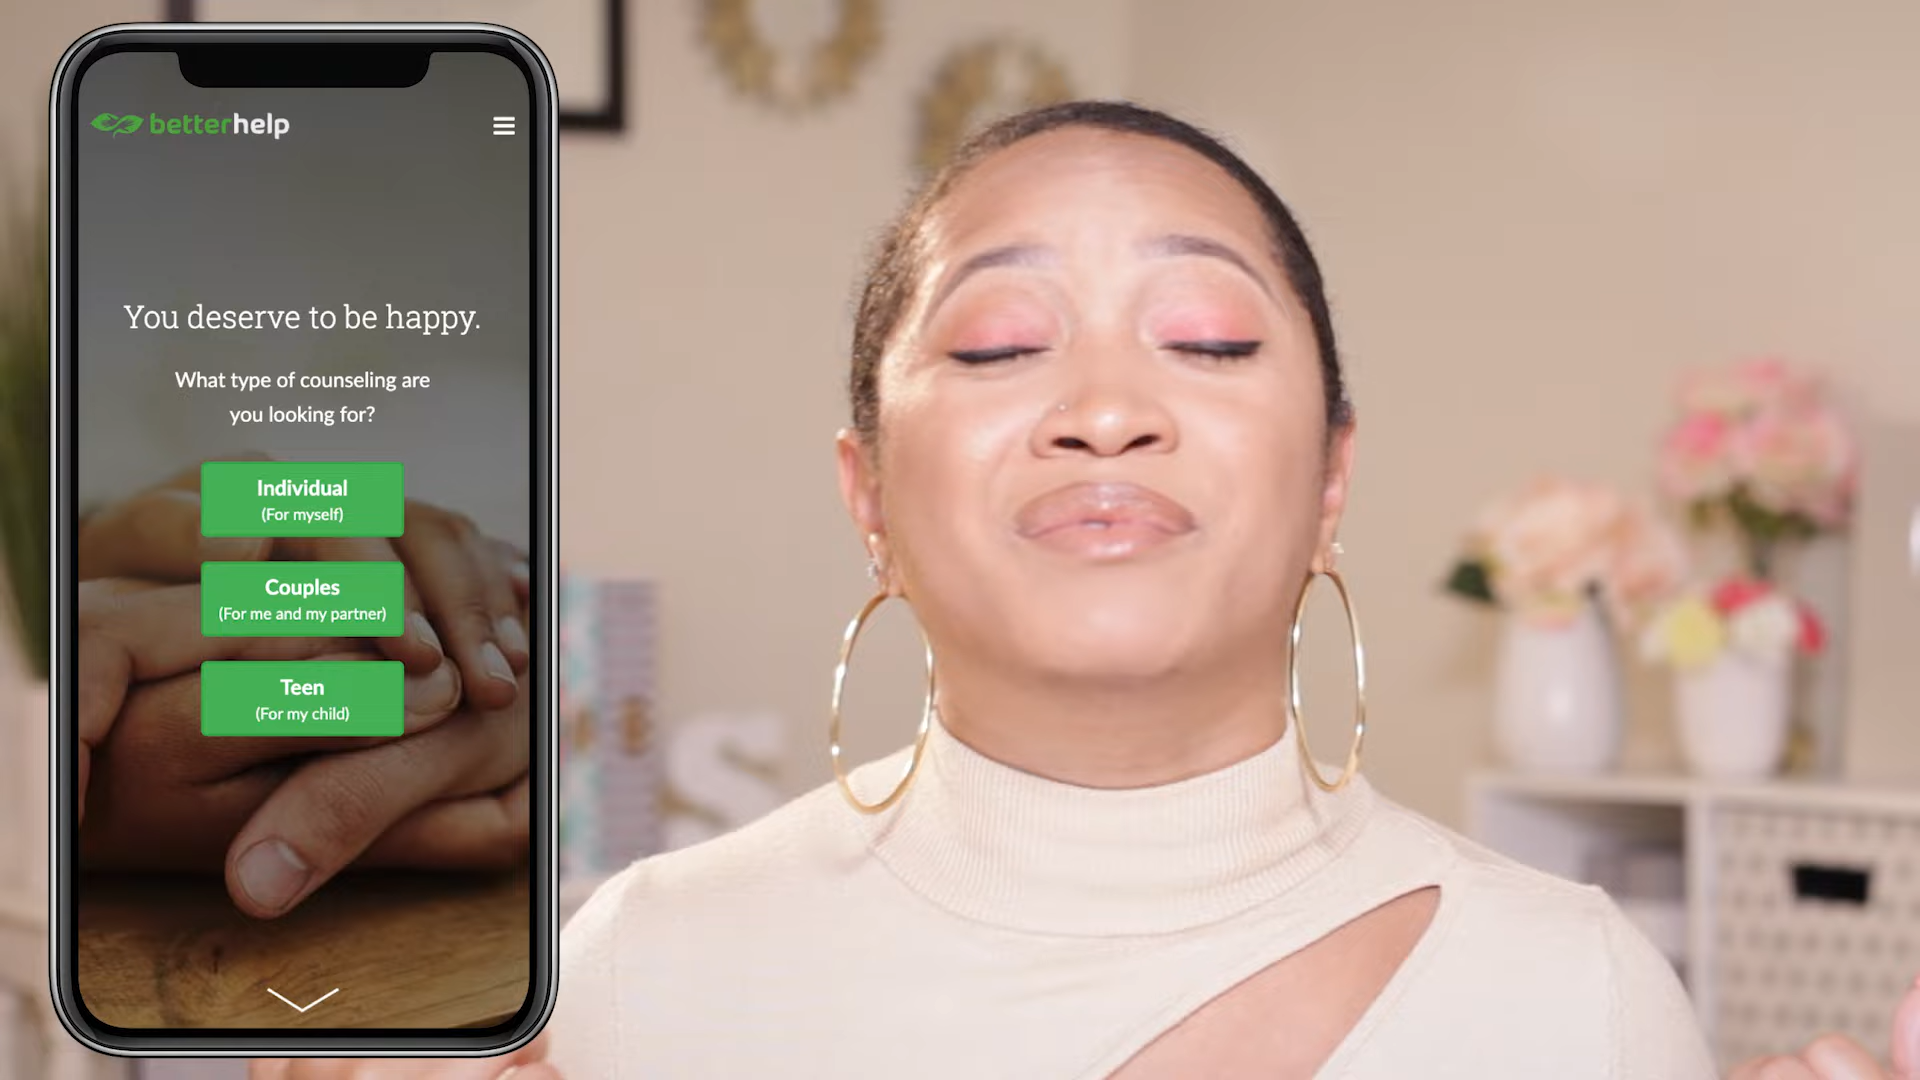 betterhelp
You deserve to be happy.
What type of counseling are
you looking for?
Individual
(For myself)
Couples
(For me and my partner)
Teen
(For my child)
S